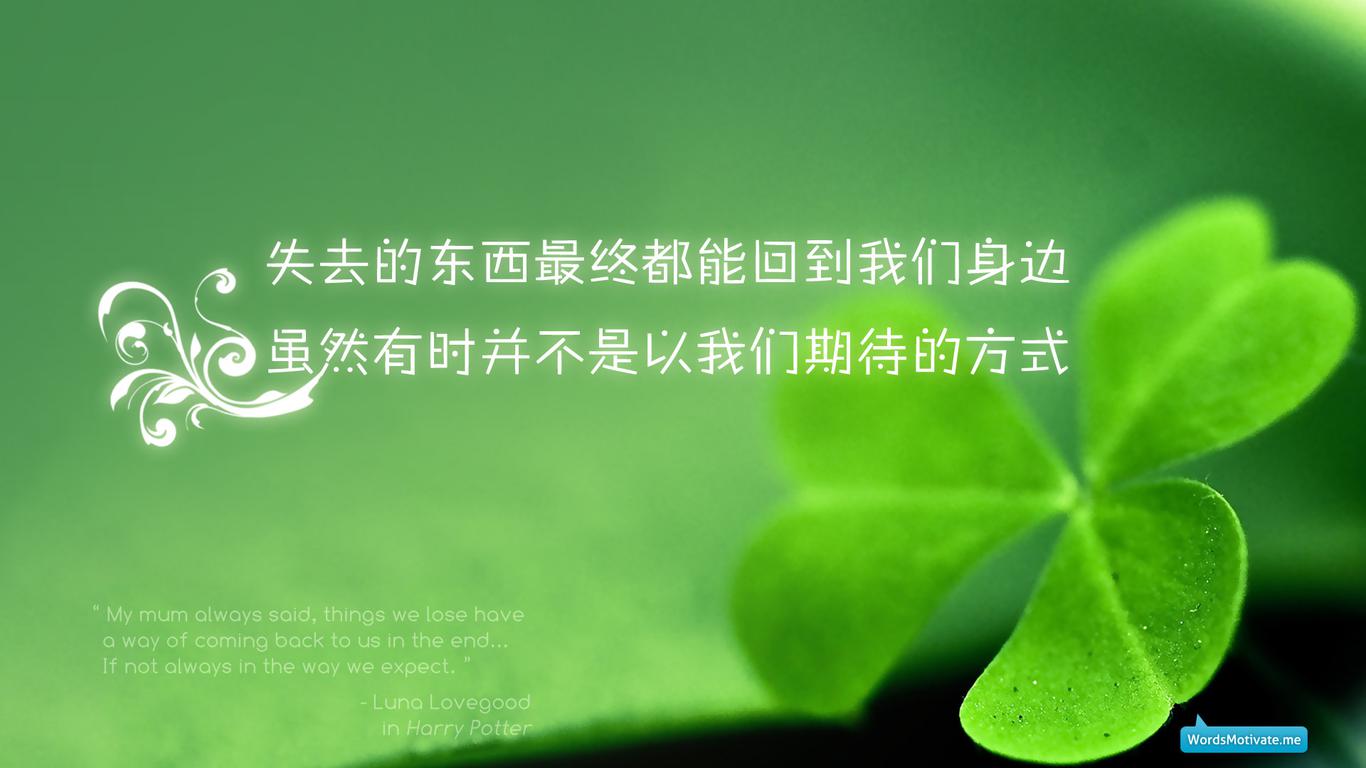 失去的东西最终都能回到我们身边
虽然有时并不是以我们期待的方式
“ My mum always said, things we lose have
a way of coming back to us in the end...
If not always in the way we expect. ”
- Luna Lovegood
in Harry Potter
WordsMotivate.me